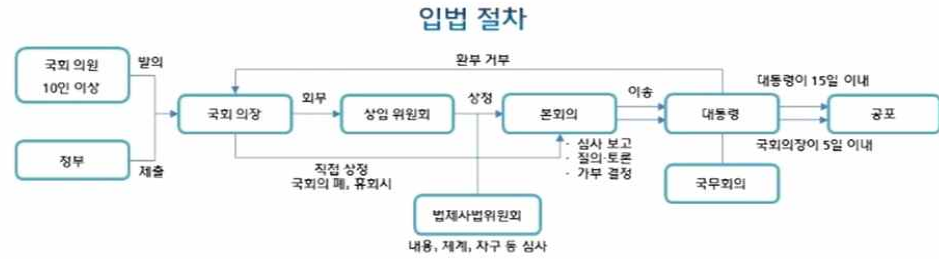 입법 절차
국회 의원
10인 이상
발의
정부
제출
국회 의장
회부
상임 위원회
상정
본회의
이송
대통령
환부 거부
대통령이 15일 이내
공포
국회의장이 5일 이내
· 심사 보고
· 질의·토론
· 가부 결정
직접 상정
국회의 폐, 휴회시
국무회의
법제사법위원회
내용, 체계, 자구 등 심사